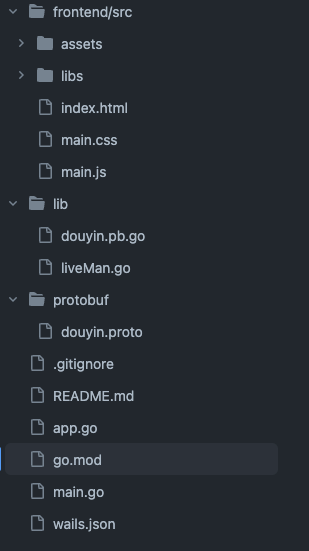 frontend/src
assets
libs
index.html
main.css
main.js
lib
douyin.pb.go
liveMan.go
protobuf
douyin.proto
.gitignore
README.md
app.go
go.mod
main.go
wails.json